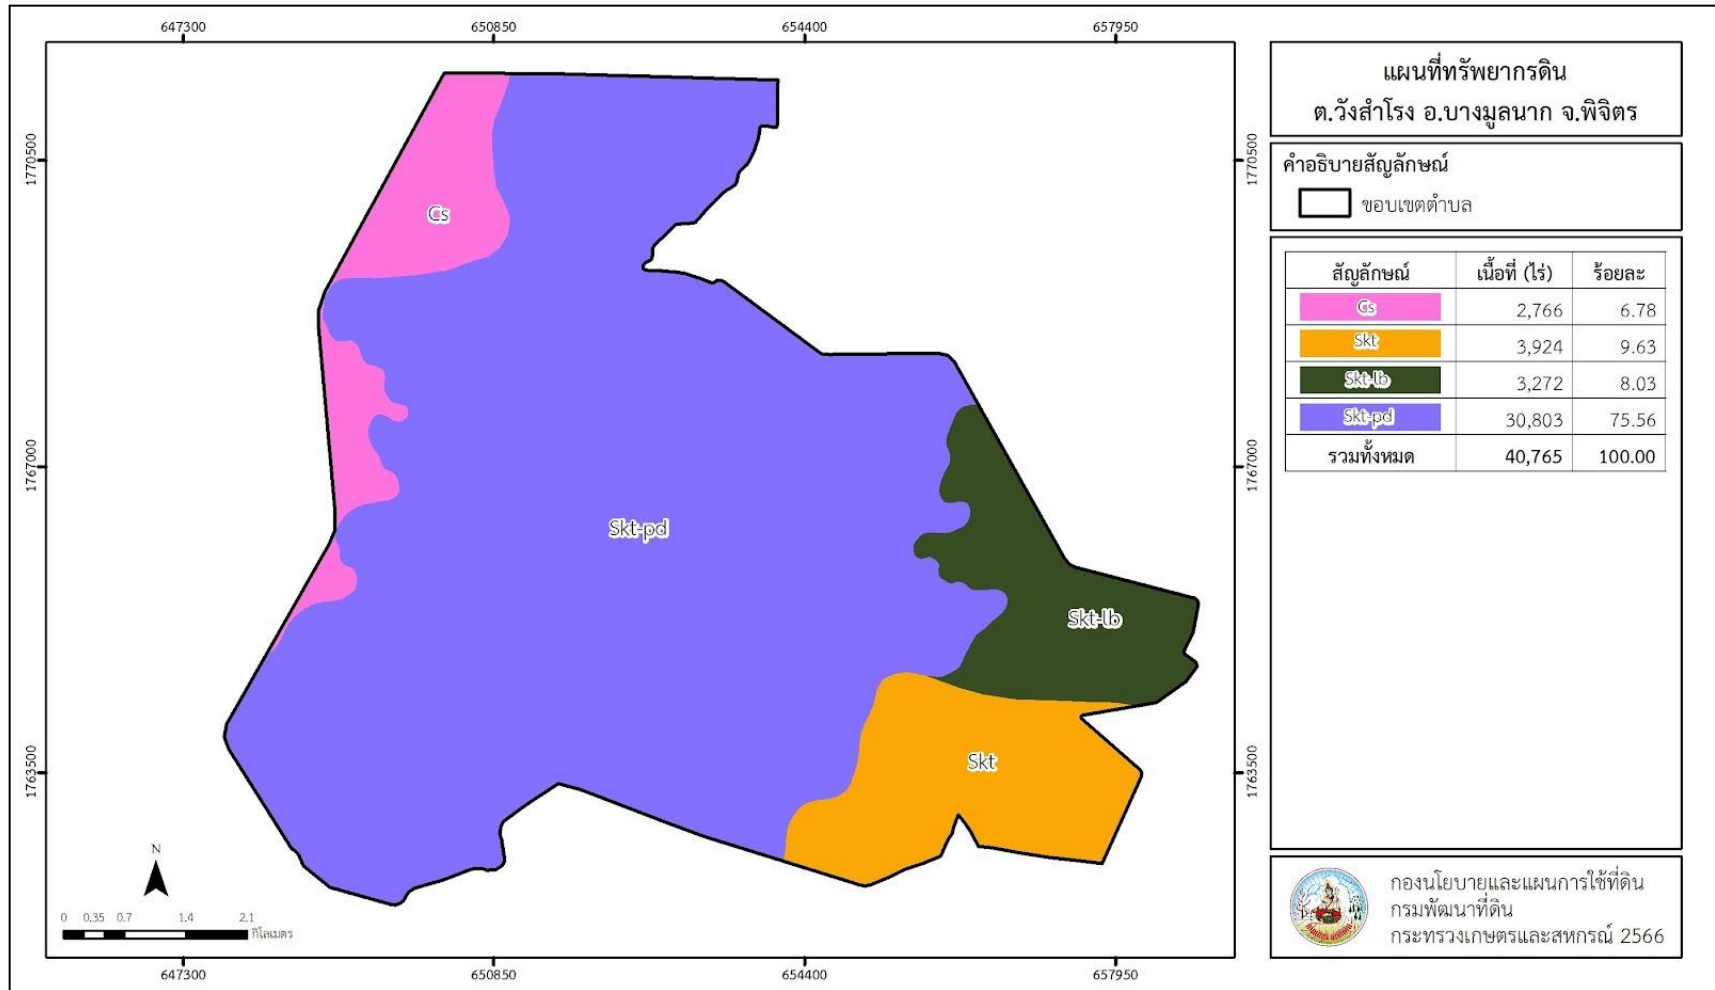 647300 650850 654400 657950
แผนที่ทรัพยากรดิน
ต.วังสำโรง อ.บางมูลนาก จ.พิจิตร
คำอธิบายสัญลักษณ์
ขอบเขตตำบล
สัญลักษณ์ เนื้อที่ (ไร่) ร้อยละ
Cs 2,766 6.78
Skt 3,924 9.63
Skt-lb 3,272 8.03
Skt-pd 30,803 75.56
รวมทั้งหมด 40,765 100.00
1770500 1770500
Cs
1767000 1767000
Skt-pd
Skt-lb
Skt
1763500 1763500
N
0 0.35 0.7 1.4 2.1
กิโลเมตร
647300 650850 654400 657950
กองนโยบายและแผนการใช้ที่ดิน
กรมพัฒนาที่ดิน
กระทรวงเกษตรและสหกรณ์ 2566